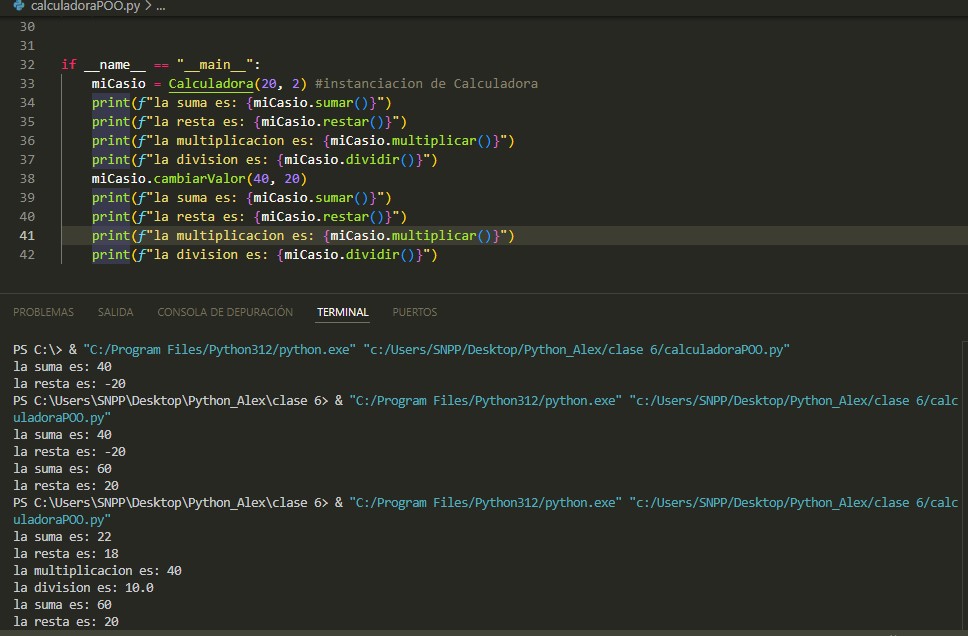 calculadoraPOO.py > ...
30
31
32 if __name__ == "__main__":
33 miCasio = Calculadora(20, 2) #instanciacion de Calculadora
34 print(f"la suma es: {miCasio.sumar()}")
35 print(f"la resta es: {miCasio.restar()}")
36 print(f"la multiplicacion es: {miCasio.multiplicar()}")
37 print(f"la division es: {miCasio.dividir()}")
38 miCasio.cambiarValor(40, 20)
39 print(f"la suma es: {miCasio.sumar()}")
40 print(f"la resta es: {miCasio.restar()}")
41 print(f"la multiplicacion es: {miCasio.multiplicar()}")
42 print(f"la division es: {miCasio.dividir()}")
PROBLEMAS SALIDA CONSOLA DE DEPURACIÓN TERMINAL PUERTOS
PS C:\> & "C:/Program Files/Python312/python.exe" "c:/Users/SNPP/Desktop/Python_Alex/clase 6/calculadoraPOO.py"
la suma es: 40
la resta es: -20
PS C:\Users\SNPP\Desktop\Python_Alex\clase 6> & "C:/Program Files/Python312/python.exe" "c:/Users/SNPP/Desktop/Python_Alex/clase 6/calc
uladoraPOO.py"
la suma es: 40
la resta es: -20
la suma es: 60
la resta es: 20
PS C:\Users\SNPP\Desktop\Python_Alex\clase 6> & "C:/Program Files/Python312/python.exe" "c:/Users/SNPP/Desktop/Python_Alex/clase 6/calc
uladoraPOO.py"
la suma es: 22
la resta es: 18
la multiplicacion es: 40
la division es: 10.0
la suma es: 60
la resta es: 20